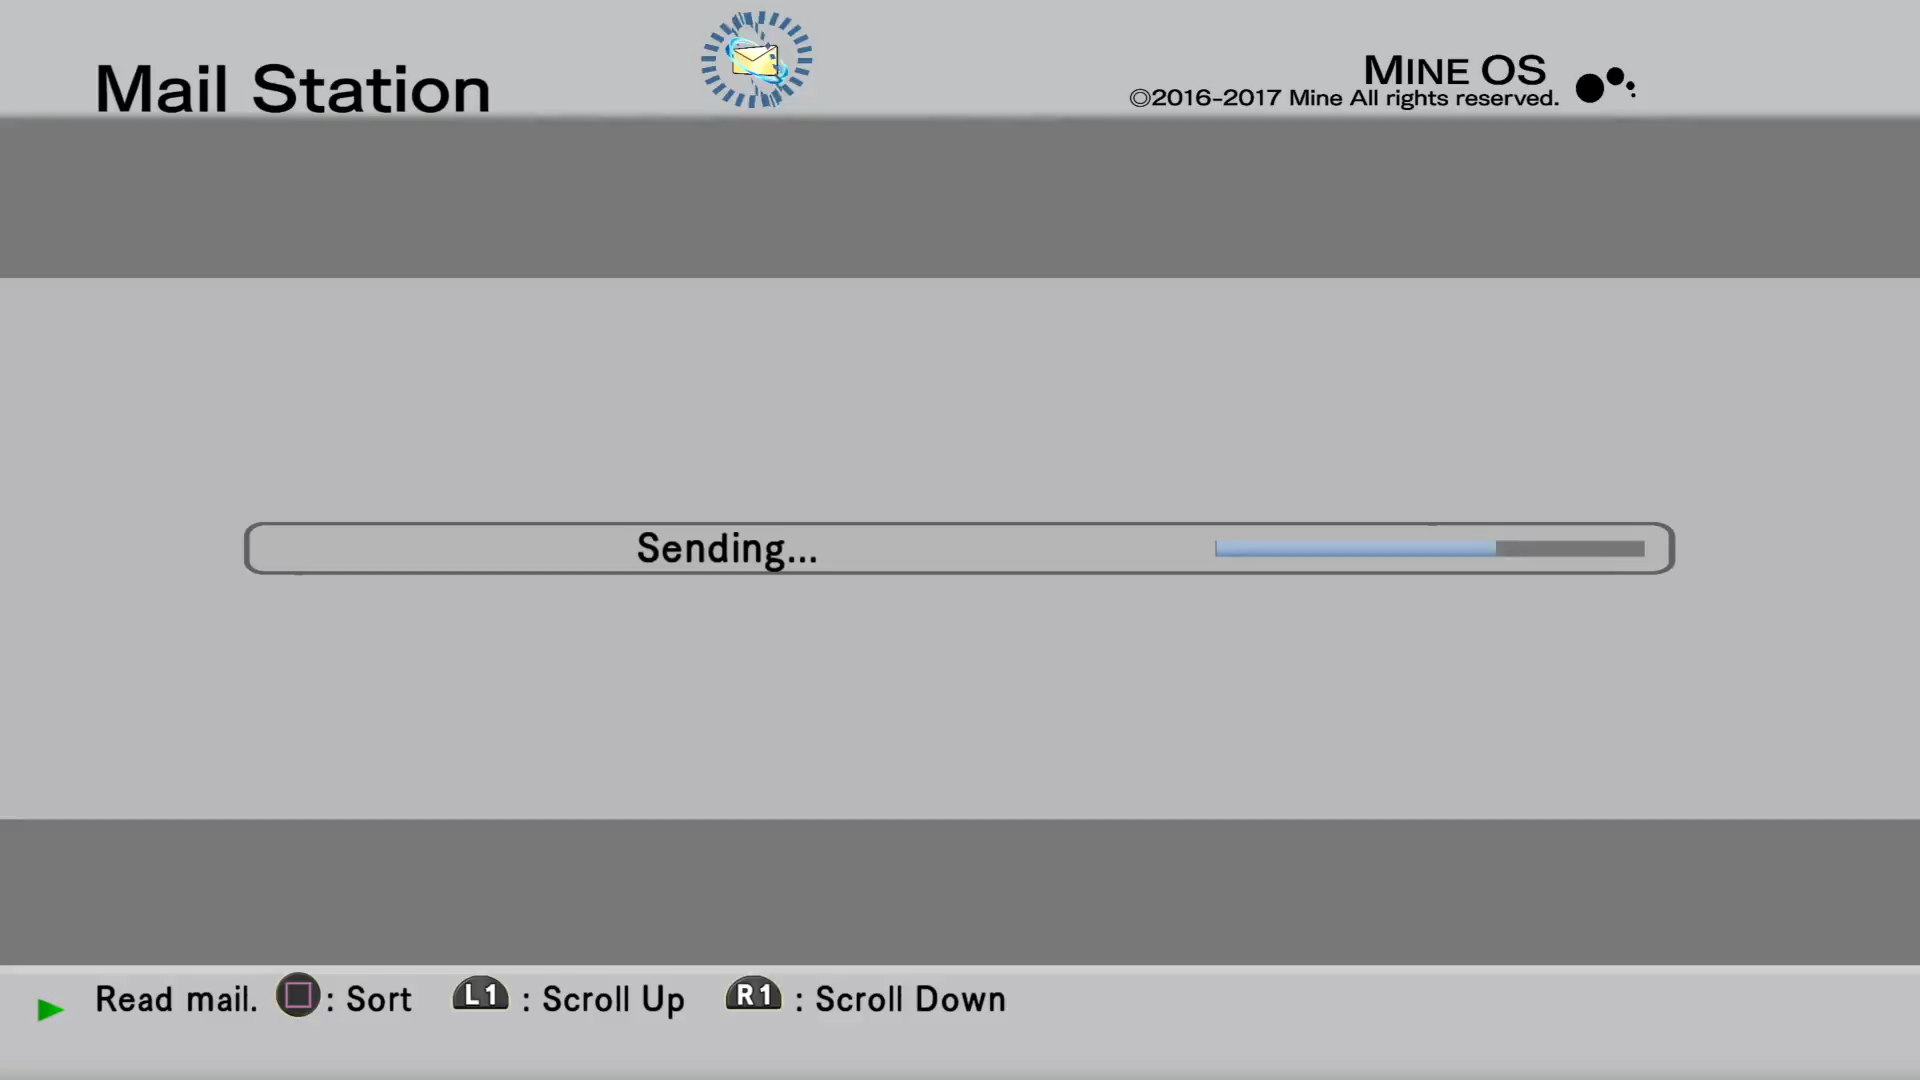 Mail Station
MINE OS
◎2016-2017 Mine All rights reserved.
Sending...
Read mail. : Sort L1 : Scroll Up R1 : Scroll Down